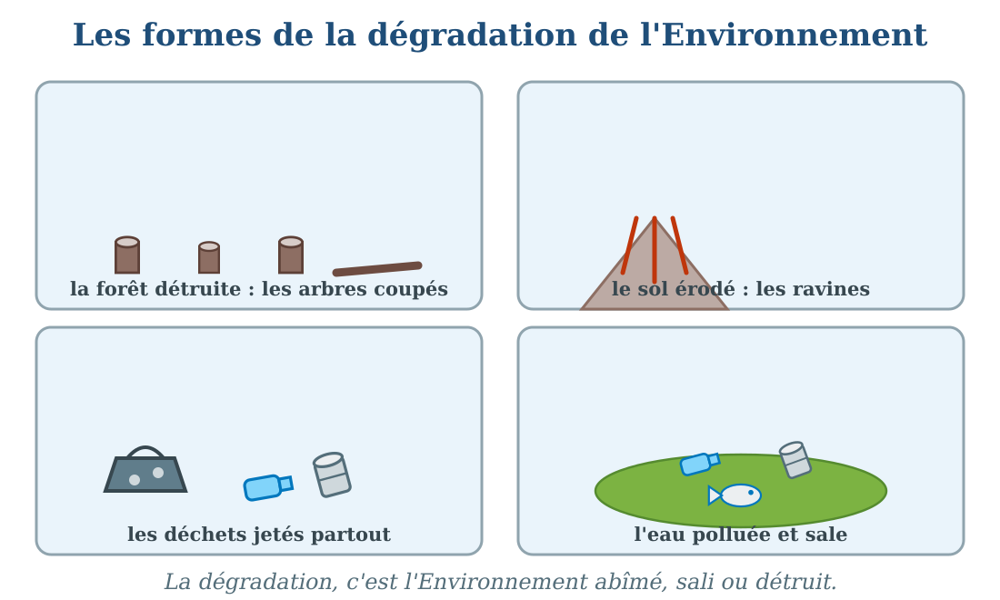 Les formes de la dégradation de l'Environnement
la forêt détruite : les arbres coupés
le sol érodé : les ravines
les déchets jetés partout
l'eau polluée et sale
La dégradation, c'est l'Environnement abîmé, sali ou détruit.